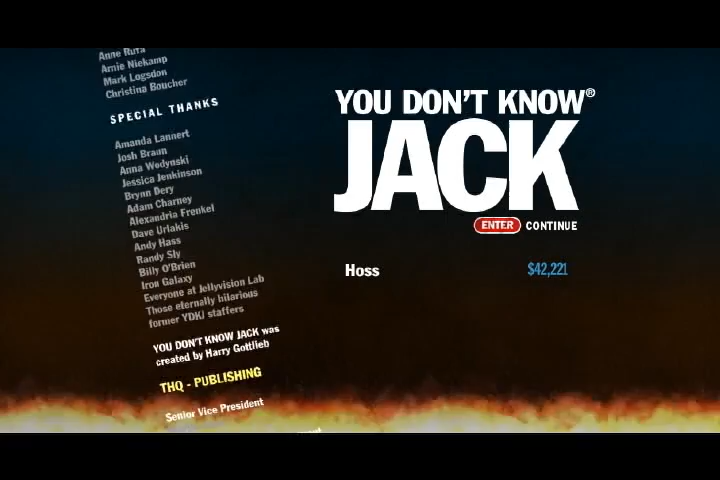 Anne Ruta
Arnie Niekamp
Mark Logsdon
Christina Boucher
SPECIAL THANKS
Amanda Lannert
Josh Braun
Anna Wodynski
Jessica Jenkinson
Brynn Dery
Adam Charney
Alexandria Frenkel
Dave Urlakis
Andy Hass
Randy Sly
Billy O'Brien
Iron Galaxy
Everyone at Jellyvision Lab
Those eternally hilarious
former YDKJ staffers
YOU DON'T KNOW JACK was
created by Harry Gottlieb
THQ - PUBLISHING
Senior Vice President
YOU DON'T KNOW®
JACK
ENTER CONTINUE
Hoss $42,221